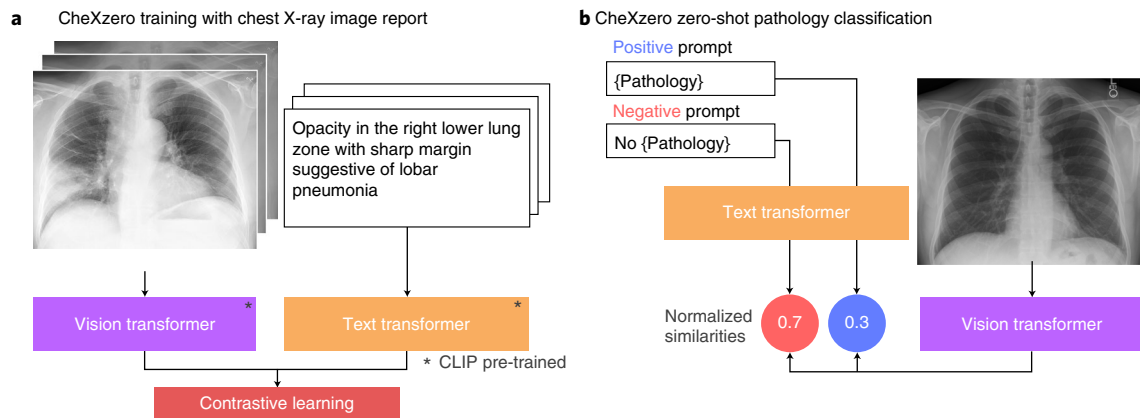 a CheXzero training with chest X-ray image report
Opacity in the right lower lung
zone with sharp margin
suggestive of lobar
pneumonia
Vision transformer *
Text transformer *
* CLIP pre-trained
Contrastive learning
b CheXzero zero-shot pathology classification
Positive prompt
{Pathology}
Negative prompt
No {Pathology}
Text transformer
Normalized
similarities
0.7
0.3
Vision transformer